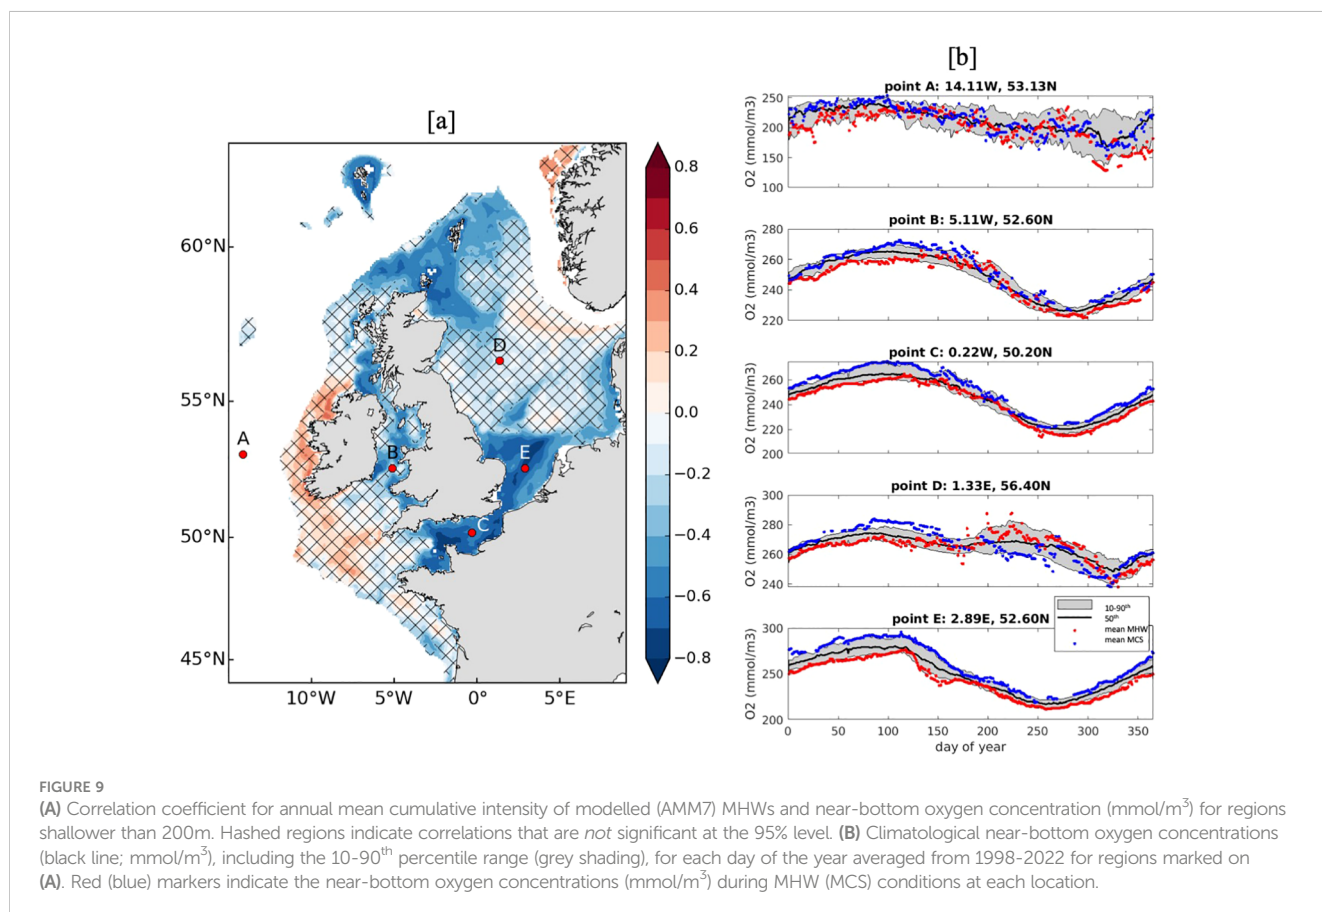 [a]
60°N
55°N
50°N
45°N
10°W
5°W
0°
5°E
A
B
C
D
E
0.8
0.6
0.4
0.2
0.0
−0.2
−0.4
−0.6
−0.8
[b]
point A: 14.11W, 53.13N
O2 (mmol/m3)
250
200
150
100
point B: 5.11W, 52.60N
O2 (mmol/m3)
280
260
240
220
point C: 0.22W, 50.20N
O2 (mmol/m3)
260
240
220
200
point D: 1.33E, 56.40N
O2 (mmol/m3)
300
280
260
240
10-90th
50th
mean MHW
mean MCS
point E: 2.89E, 52.60N
O2 (mmol/m3)
300
250
200
0 50 100 150 200 250 300 350
day of year
FIGURE 9
(A) Correlation coefficient for annual mean cumulative intensity of modelled (AMM7) MHWs and near-bottom oxygen concentration (mmol/m³) for regions
shallower than 200m. Hashed regions indicate correlations that are not significant at the 95% level. (B) Climatological near-bottom oxygen concentrations
(black line; mmol/m³), including the 10-90th percentile range (grey shading), for each day of the year averaged from 1998-2022 for regions marked on
(A). Red (blue) markers indicate the near-bottom oxygen concentrations (mmol/m³) during MHW (MCS) conditions at each location.